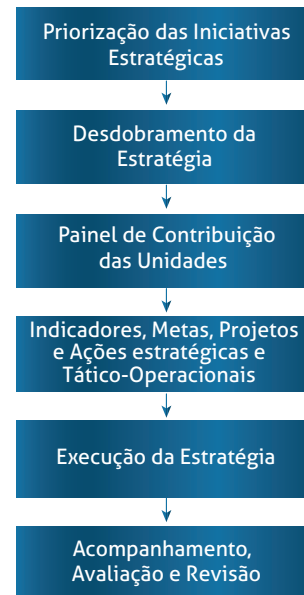 Priorização das Iniciativas
Estratégicas
Desdobramento da
Estratégia
Painel de Contribuição
das Unidades
Indicadores, Metas, Projetos
e Ações estratégicas e
Tático-Operacionais
Execução da Estratégia
Acompanhamento,
Avaliação e Revisão